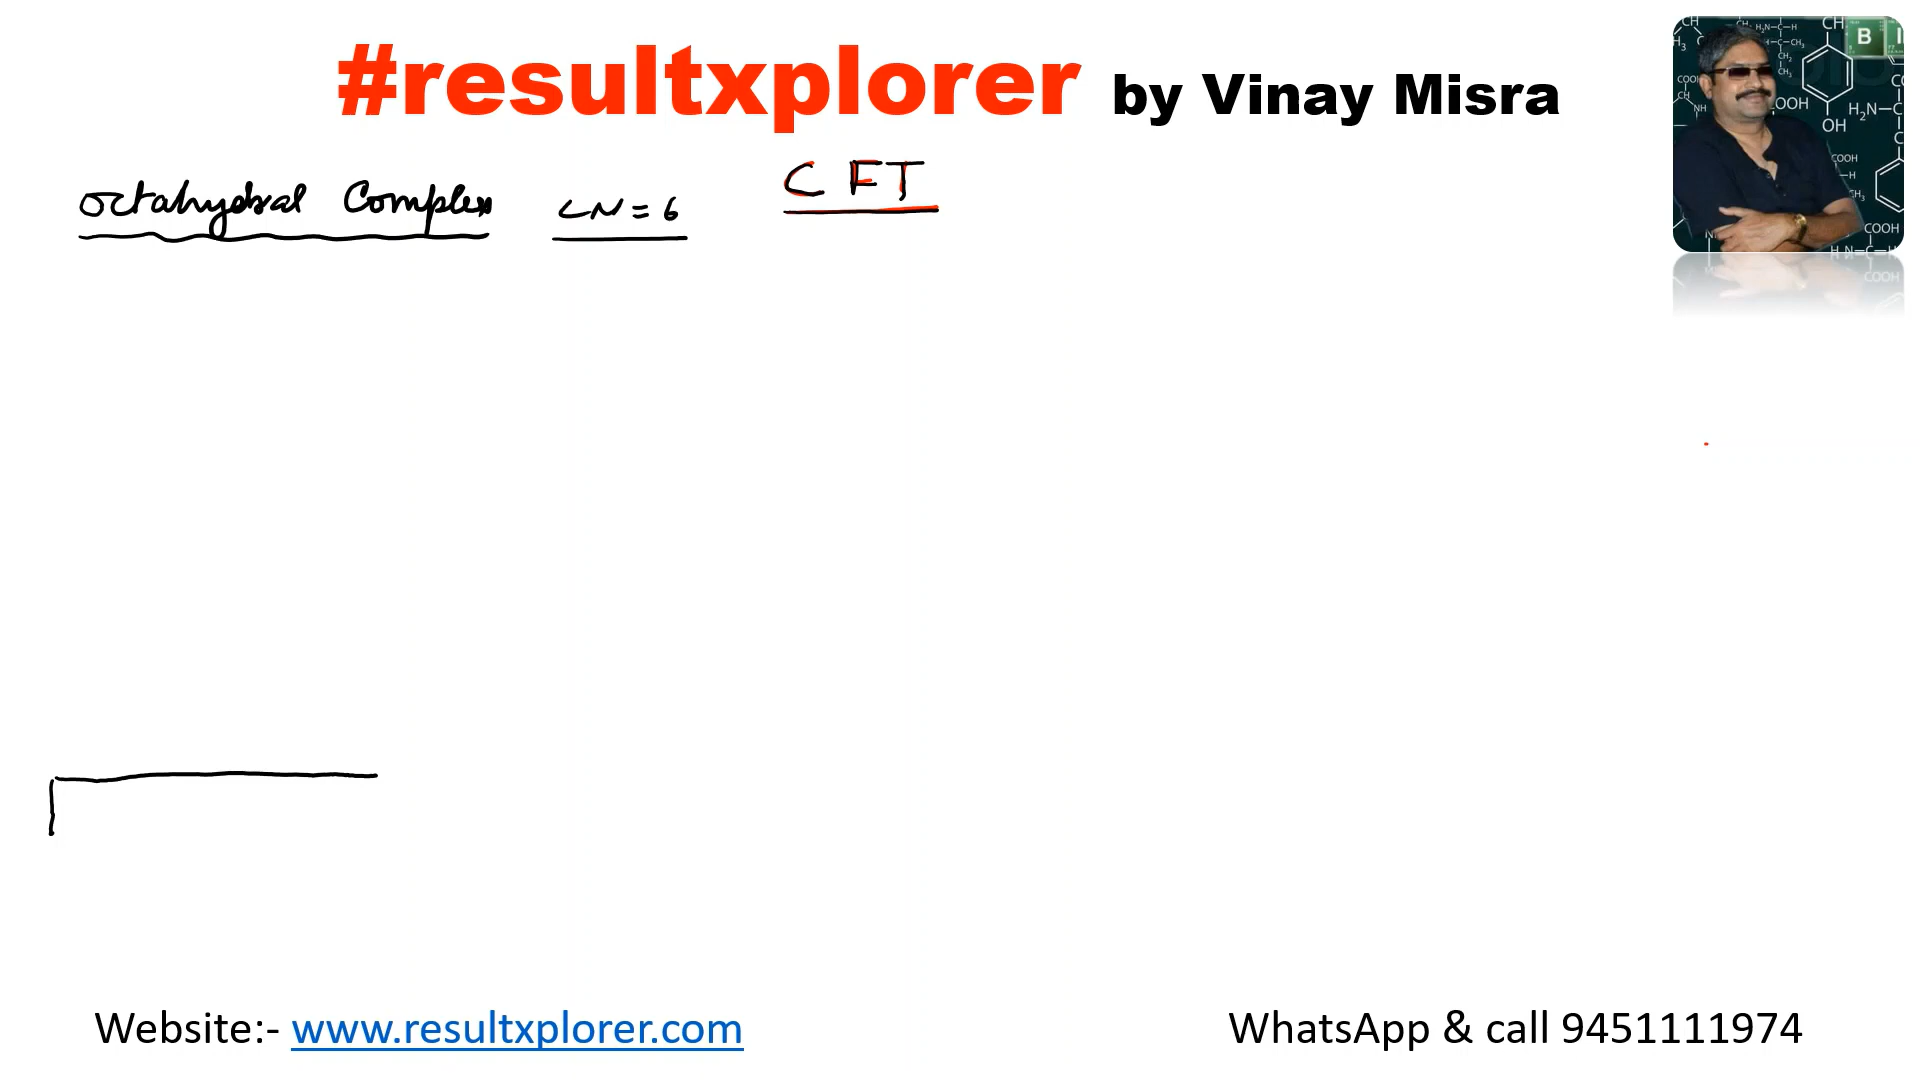 #resultxplorer by Vinay Misra
CFT
Octahydral Complex CN = 6
Website:- www.resultxplorer.com
WhatsApp & call 9451111974